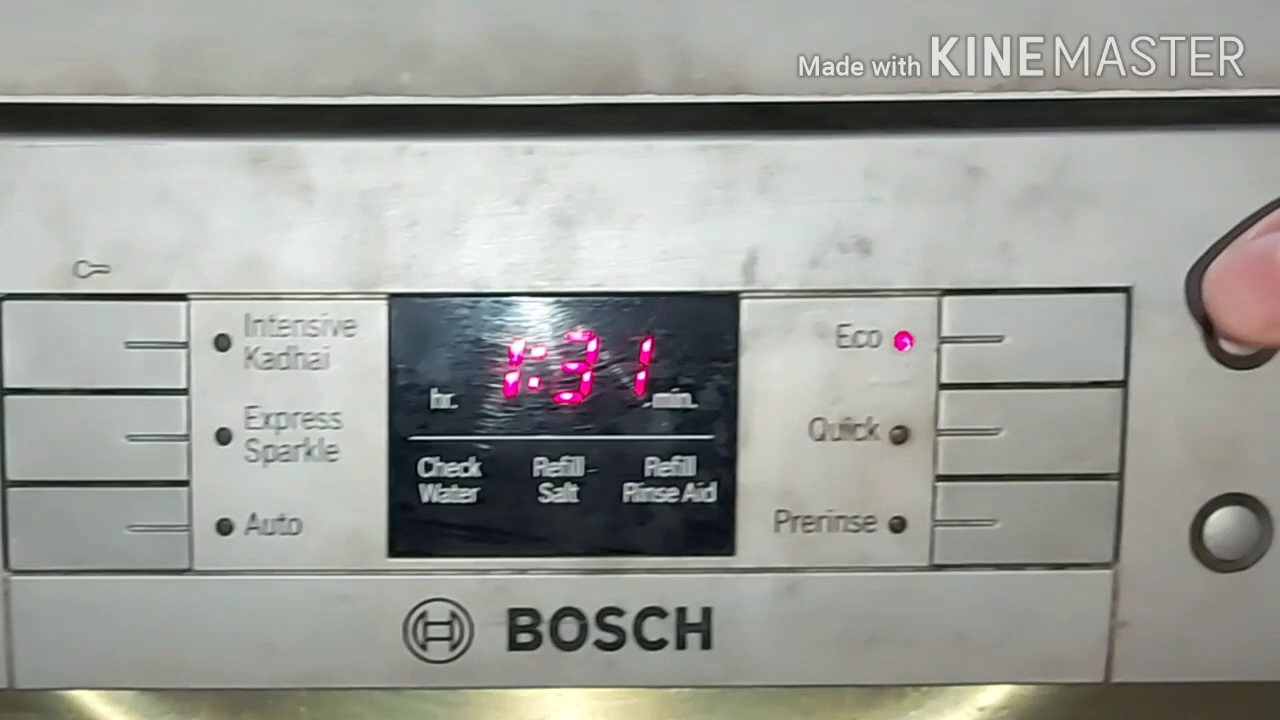 Made with KINEMASTER
Intensive
Kadhai
Express
Sparkle
Auto
1:31
hr. min.
Check Refill Refill
Water Salt Rinse Aid
Eco
Quick
Prerinse
BOSCH